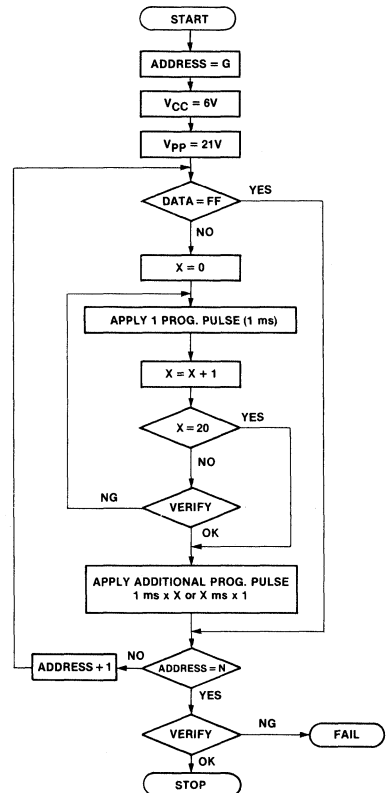 START
ADDRESS = G
VCC = 6V
VPP = 21V
DATA = FF
YES
NO
X = 0
APPLY 1 PROG. PULSE (1 ms)
X = X + 1
X = 20
YES
NO
VERIFY
NG
OK
APPLY ADDITIONAL PROG. PULSE
1 ms x X or X ms x 1
ADDRESS = N
NO
ADDRESS + 1
YES
VERIFY
NG
FAIL
OK
STOP